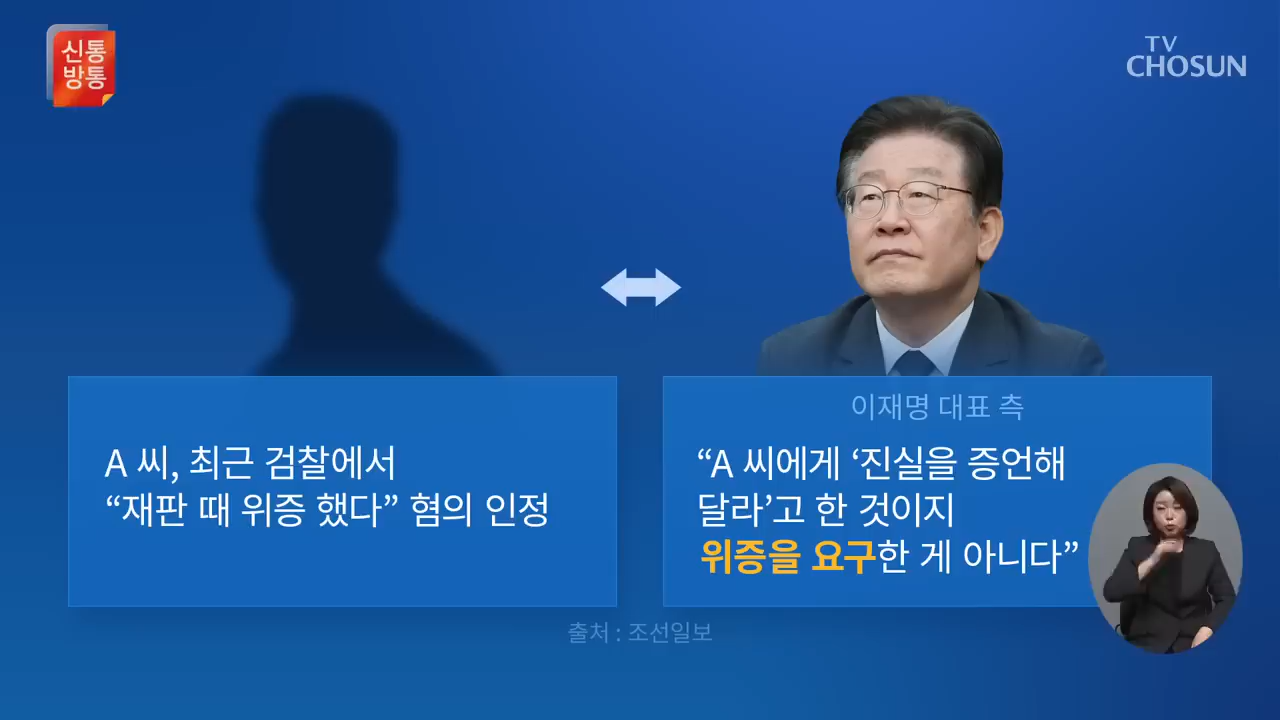 신통
방통
TV
CHOSUN
A 씨, 최근 검찰에서
“재판 때 위증 했다” 혐의 인정
이재명 대표 측
“A 씨에게 ‘진실을 증언해
달라’고 한 것이지
위증을 요구한 게 아니다”
출처 : 조선일보